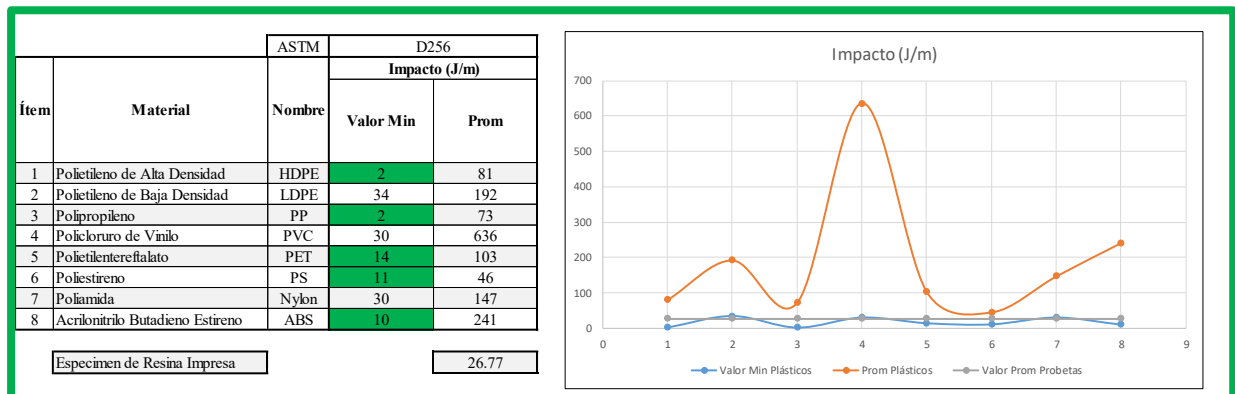 ASTM D256
Impacto (J/m)
Ítem Material Nombre Valor Min Prom
1 Polietileno de Alta Densidad HDPE 2 81
2 Polietileno de Baja Densidad LDPE 34 192
3 Polipropileno PP 2 73
4 Policloruro de Vinilo PVC 30 636
5 Polietilentereftalato PET 14 103
6 Poliestireno PS 11 46
7 Poliamida Nylon 30 147
8 Acrilonitrilo Butadieno Estireno ABS 10 241
Especimen de Resina Impresa 26.77
Impacto (J/m)
700
600
500
400
300
200
100
0
0 1 2 3 4 5 6 7 8 9
Valor Min Plásticos Prom Plásticos Valor Prom Probetas